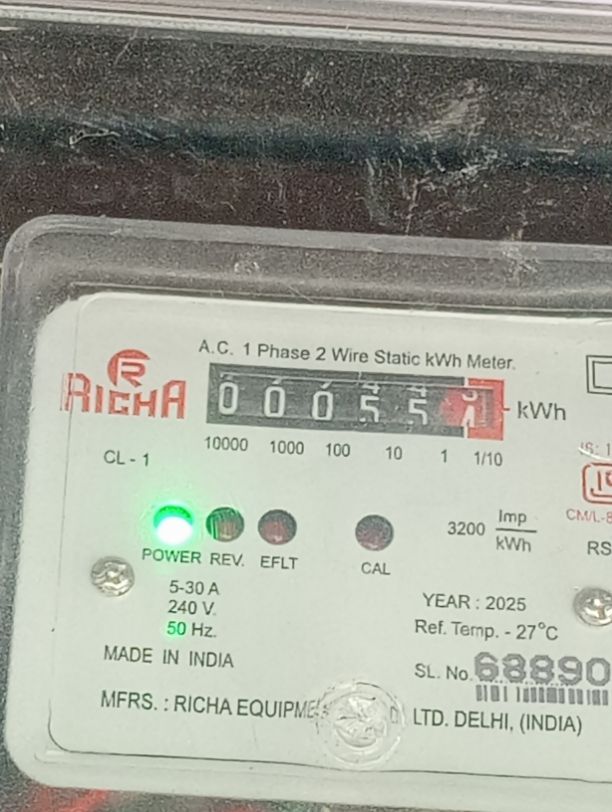 A.C. 1 Phase 2 Wire Static kWh Meter.
R
RICHA
0 0 0 5 5
kWh
10000 1000 100 10 1 1/10
CL - 1
3200 Imp/kWh
POWER REV. EFLT CAL
RS
5-30 A
240 V.
50 Hz.
YEAR : 2025
Ref. Temp. - 27°C
MADE IN INDIA
SL. No. 68890
MFRS. : RICHA LTD. DELHI, (INDIA)